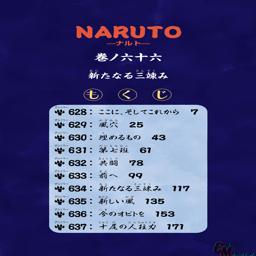 NARUTO
—ナルト—
巻ノ六十六
新たなる三竦み
もくじ
628: ここに、そしてこれから 7
629: 風穴 25
630: 埋めるもの 43
631: 第七班 61
632: 共闘 78
633: 前へ 99
634: 新たなる三竦み 117
635: 新しい風 135
636: 今のオビトを 153
637: 十尾の人柱力 171